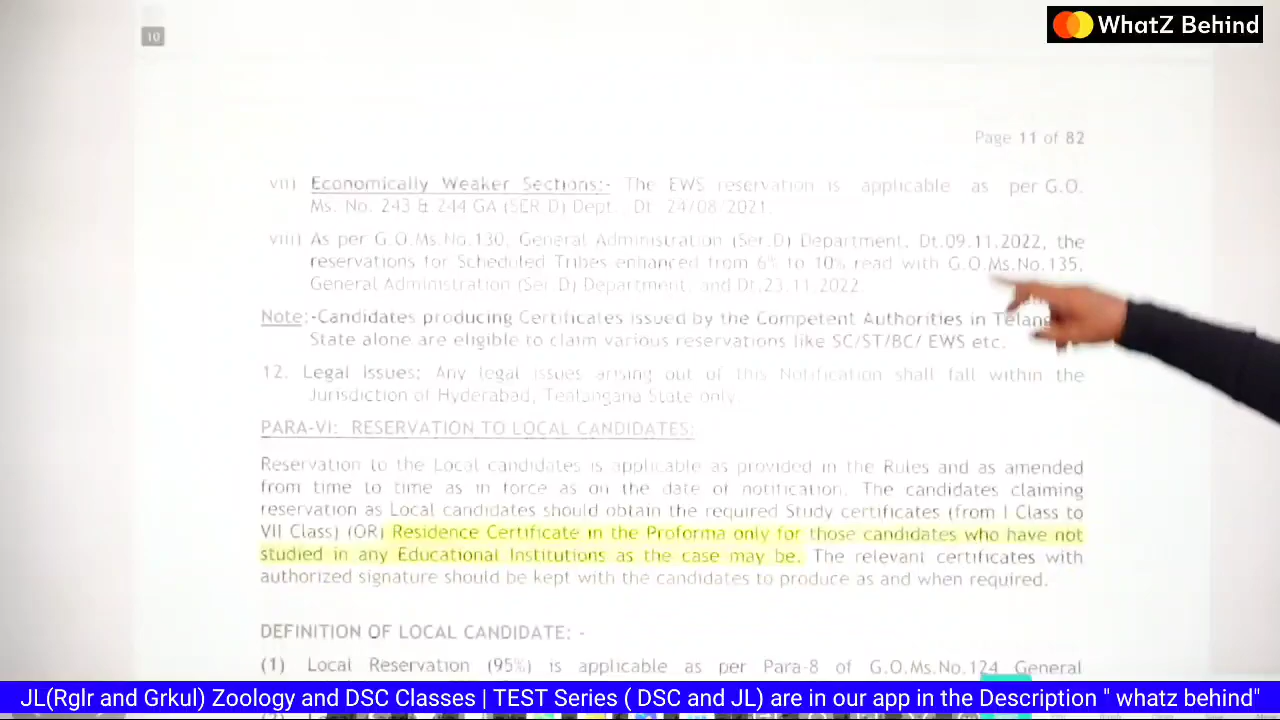 WhatZ Behind
10
Page 11 of 82
vii) Economically Weaker Sections:- The EWS reservation is applicable as per G.O.
Ms. No. 243 & 244 GA (SER.D) Dept., Dt. 24/08/2021.
viii) As per G.O.Ms.No.130, General Administration (Ser.D) Department, Dt.09.11.2022, the
reservations for Scheduled Tribes enhanced from 6% to 10% read with G.O.Ms.No.135,
General Administration (Ser.D) Department, and Dt.23.11.2022.
Note:-Candidates producing Certificates issued by the Competent Authorities in
State alone are eligible to claim various reservations like SC/ST/BC/ EWS etc.
12. Legal Issues: Any legal issues arising out of this Notification shall fall within the
Jurisdiction of Hyderabad, Tealangana State only.
PARA-VI: RESERVATION TO LOCAL CANDIDATES:
Reservation to the Local candidates is applicable as provided in the Rules and as amended
from time to time as in force as on the date of notification. The candidates claiming
reservation as Local candidates should obtain the required Study certificates (from I Class to
VII Class) (OR) Residence Certificate in the Proforma only for those candidates who have not
studied in any Educational Institutions as the case may be. The relevant certificates with
authorized signature should be kept with the candidates to produce as and when required.
DEFINITION OF LOCAL CANDIDATE: -
(1) Local Reservation (95%) is applicable as per Para-8 of G.O.Ms.No.124 General
JL(Rglr and Grkul) Zoology and DSC Classes | TEST Series ( DSC and JL) are in our app in the Description " whatz behind"